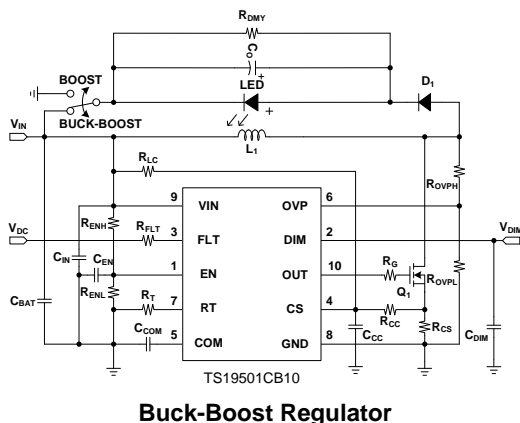 RDMY
CO
+
BOOST
LED
D1
BUCK-BOOST
+
VIN
L1
RLC
ROVPH
9 VIN OVP 6
RENH
VDC
RFLT
3 FLT DIM 2
VDIM
CIN
CEN
RG
1 EN OUT 10
ROVPL
Q1
CBAT
RENL
RT
7 RT CS 4
RCC
RCS
CCOM
CCC
CDIM
5 COM GND 8
TS19501CB10
Buck-Boost Regulator